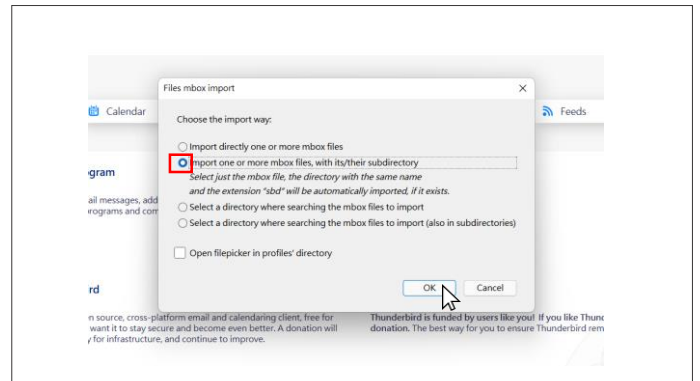 Files mbox import
Calendar
Choose the import way:
Feeds
Import directly one or more mbox files
Import one or more mbox files, with its/their subdirectory
Select just the mbox file, the directory with the same name
and the extension "sbd" will be automatically imported, if it exists.
Select a directory where searching the mbox files to import
Select a directory where searching the mbox files to import (also in subdirectories)
Open filepicker in profiles' directory
OK Cancel
ail messages, add
and com
source, cross-platform email and calendaring client, free for
want it to stay secure and become even better. A donation will
for infrastructure, and continue to improve.
Thunderbird is funded by users like you! If you like
donation. The best way for you to ensure Thunderbird